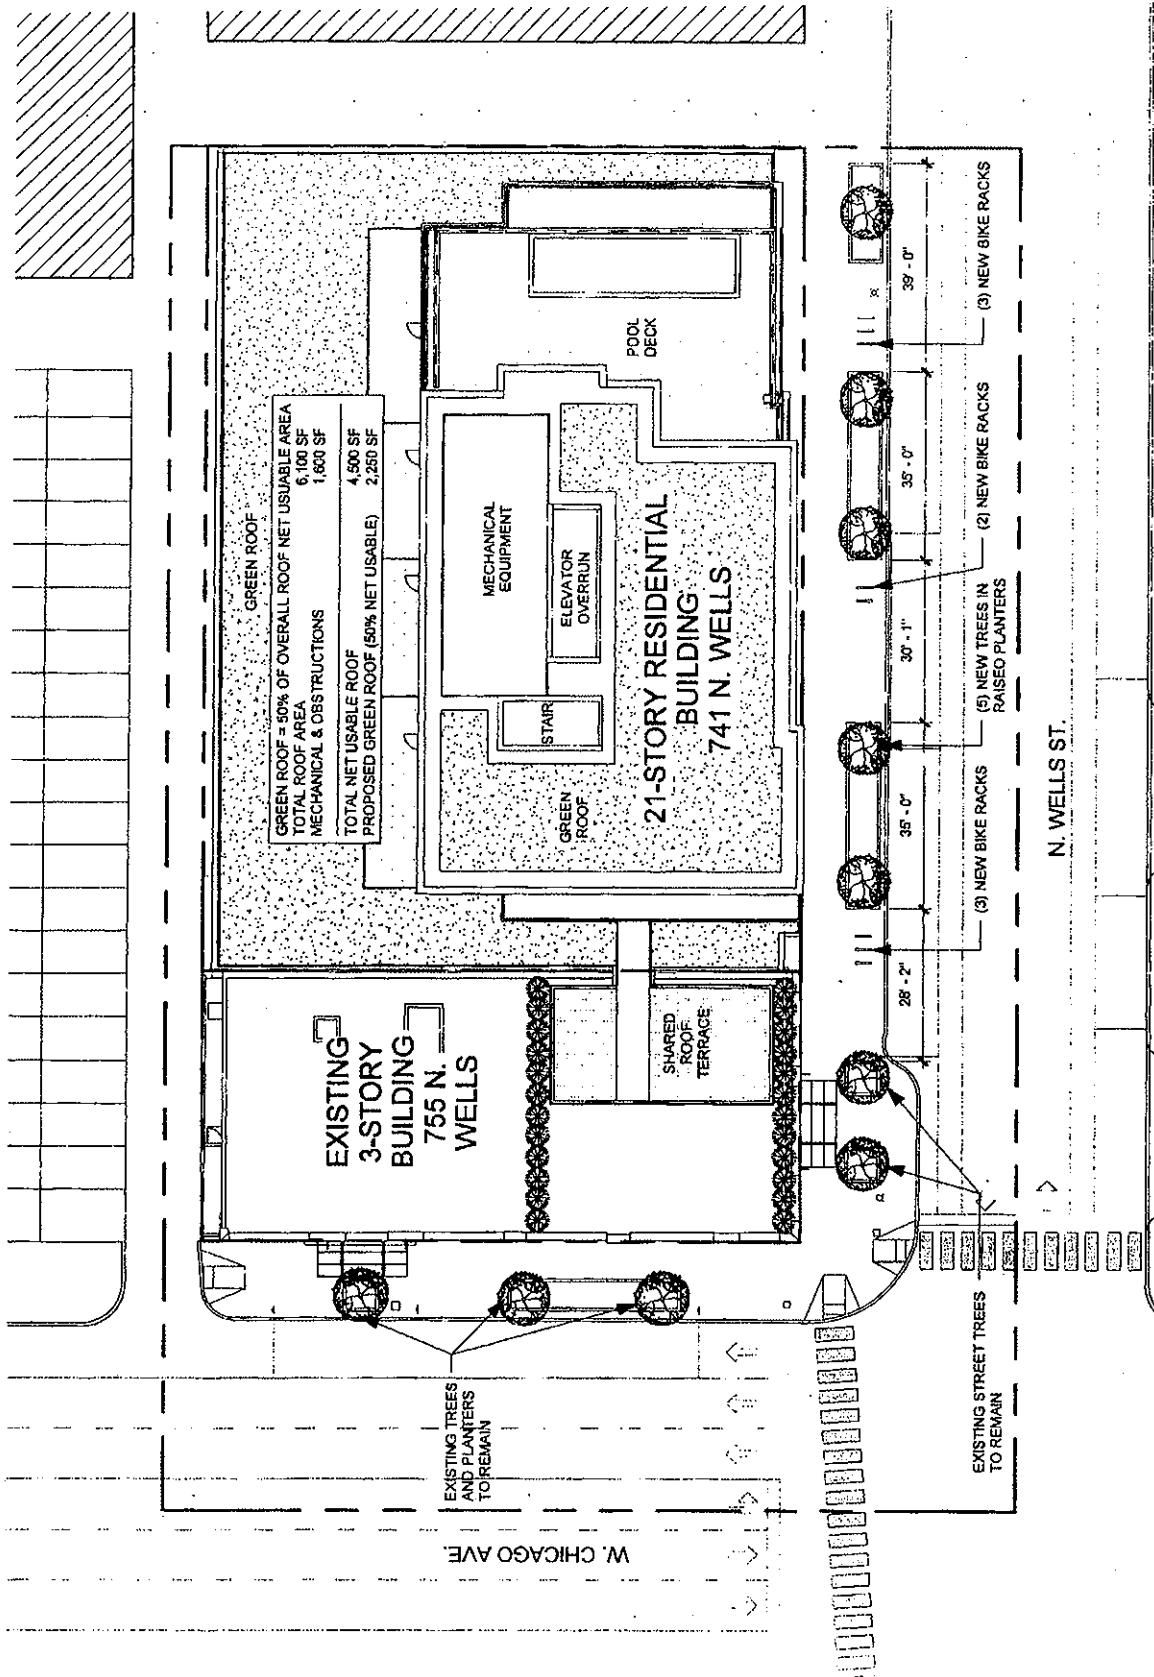 GREEN ROOF
GREEN ROOF = 50% OF OVERALL ROOF NET USUABLE AREA
TOTAL ROOF AREA 6,100 SF
MECHANICAL & OBSTRUCTIONS 1,600 SF
TOTAL NET USABLE ROOF 4,500 SF
PROPOSED GREEN ROOF (50% NET USABLE) 2,250 SF
MECHANICAL
EQUIPMENT
STAIR
ELEVATOR
OVERRUN
POOL
DECK
GREEN
ROOF
21-STORY RESIDENTIAL
BUILDING
741 N. WELLS
EXISTING
3-STORY
BUILDING
755 N.
WELLS
SHARED
ROOF
TERRACE
28' - 2"
35' - 0"
30' - 1"
35' - 0"
39' - 0"
(3) NEW BIKE RACKS
(5) NEW TREES IN
RAISED PLANTERS
(2) NEW BIKE RACKS
(3) NEW BIKE RACKS
N. WELLS ST.
EXISTING TREES
AND PLANTERS
TO REMAIN
EXISTING STREET TREES
TO REMAIN
W. CHICAGO AVE.